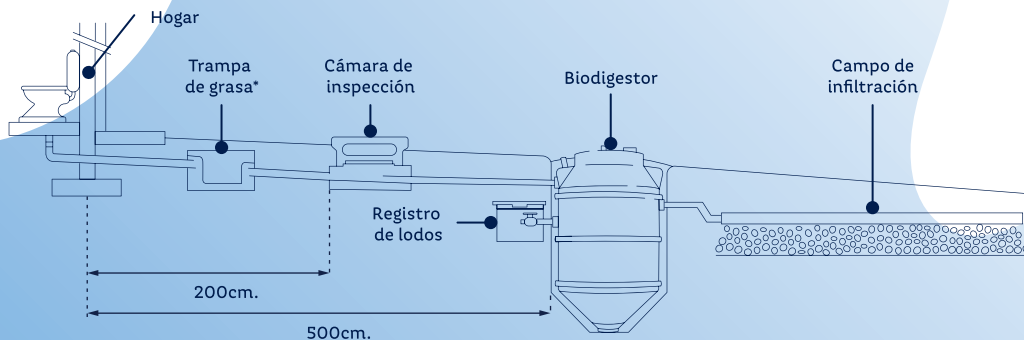 Hogar
Trampa
de grasa*
Cámara de
inspección
Biodigestor
Campo de
infiltración
Registro
de lodos
200cm.
500cm.